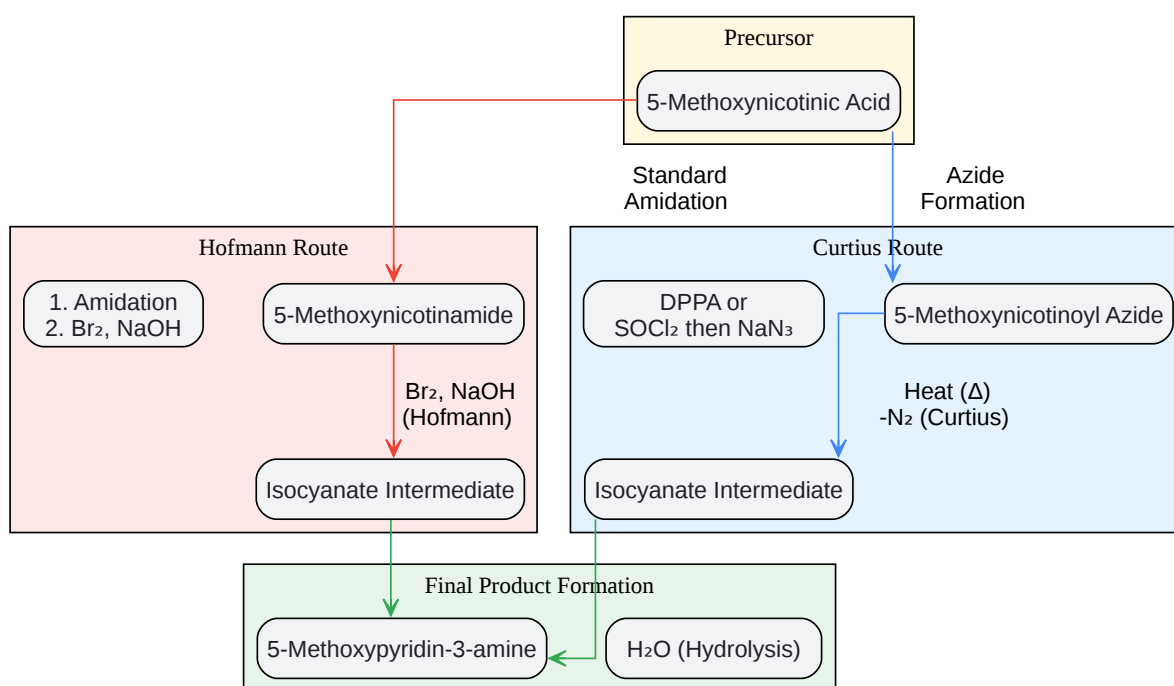 Precursor
5-Methoxynicotinic Acid
Standard
Amidation
Azide
Formation
Hofmann Route
1. Amidation
2. Br₂, NaOH
5-Methoxynicotinamide
Br₂, NaOH
(Hofmann)
Isocyanate Intermediate
Curtius Route
DPPA or
SOCl₂ then NaN₃
5-Methoxynicotinoyl Azide
Heat (Δ)
-N₂ (Curtius)
Isocyanate Intermediate
Final Product Formation
5-Methoxypyridin-3-amine
H₂O (Hydrolysis)